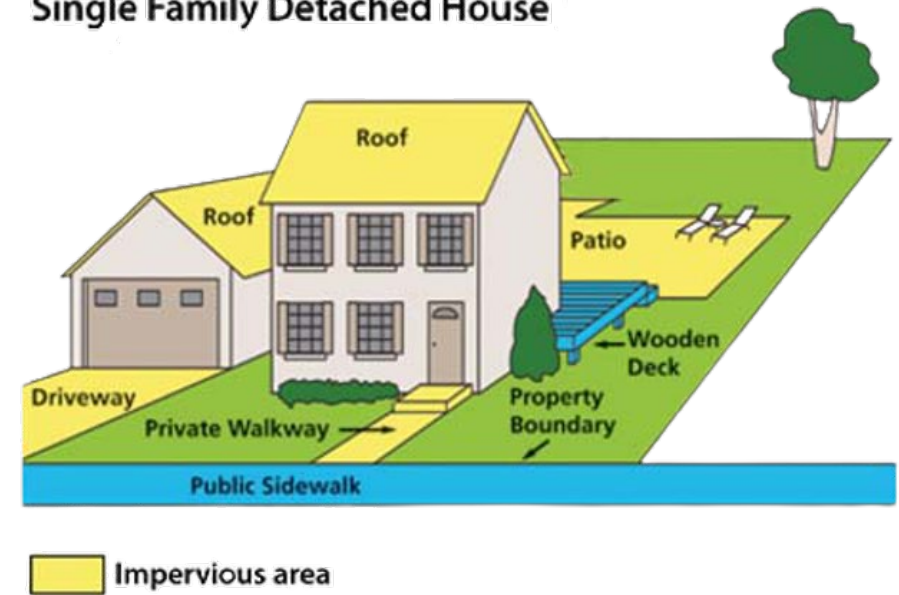 Single Family Detached House
Roof
Roof
Patio
Wooden
Deck
Driveway
Property
Boundary
Private Walkway
Public Sidewalk
Impervious area